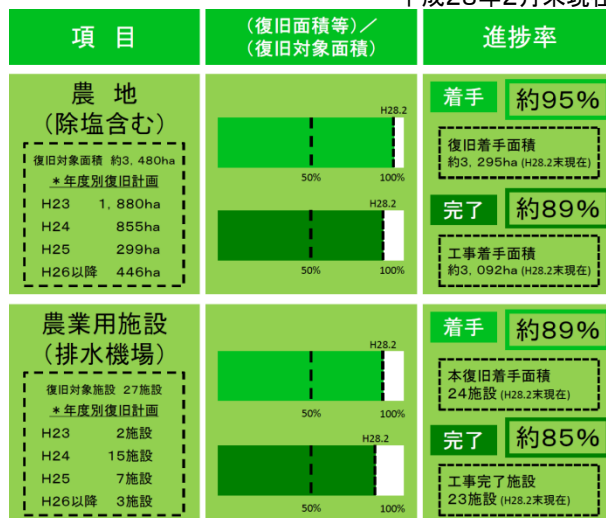 平成28年2月末現在
項 目
(復旧面積等)/
(復旧対象面積)
進捗率
農 地
(除塩含む)
復旧対象面積 約3,480ha
*年度別復旧計画
H23 1,880ha
H24 855ha
H25 299ha
H26以降 446ha
H28.2
50% 100%
H28.2
50% 100%
着手 約95%
復旧着手面積
約3,295ha (H28.2末現在)
完了 約89%
工事着手面積
約3,092ha (H28.2末現在)
農業用施設
(排水機場)
復旧対象施設 27施設
*年度別復旧計画
H23 2施設
H24 15施設
H25 7施設
H26以降 3施設
H28.2
50% 100%
H28.2
50% 100%
着手 約89%
本復旧着手面積
24施設 (H28.2末現在)
完了 約85%
工事完了施設
23施設 (H28.2末現在)